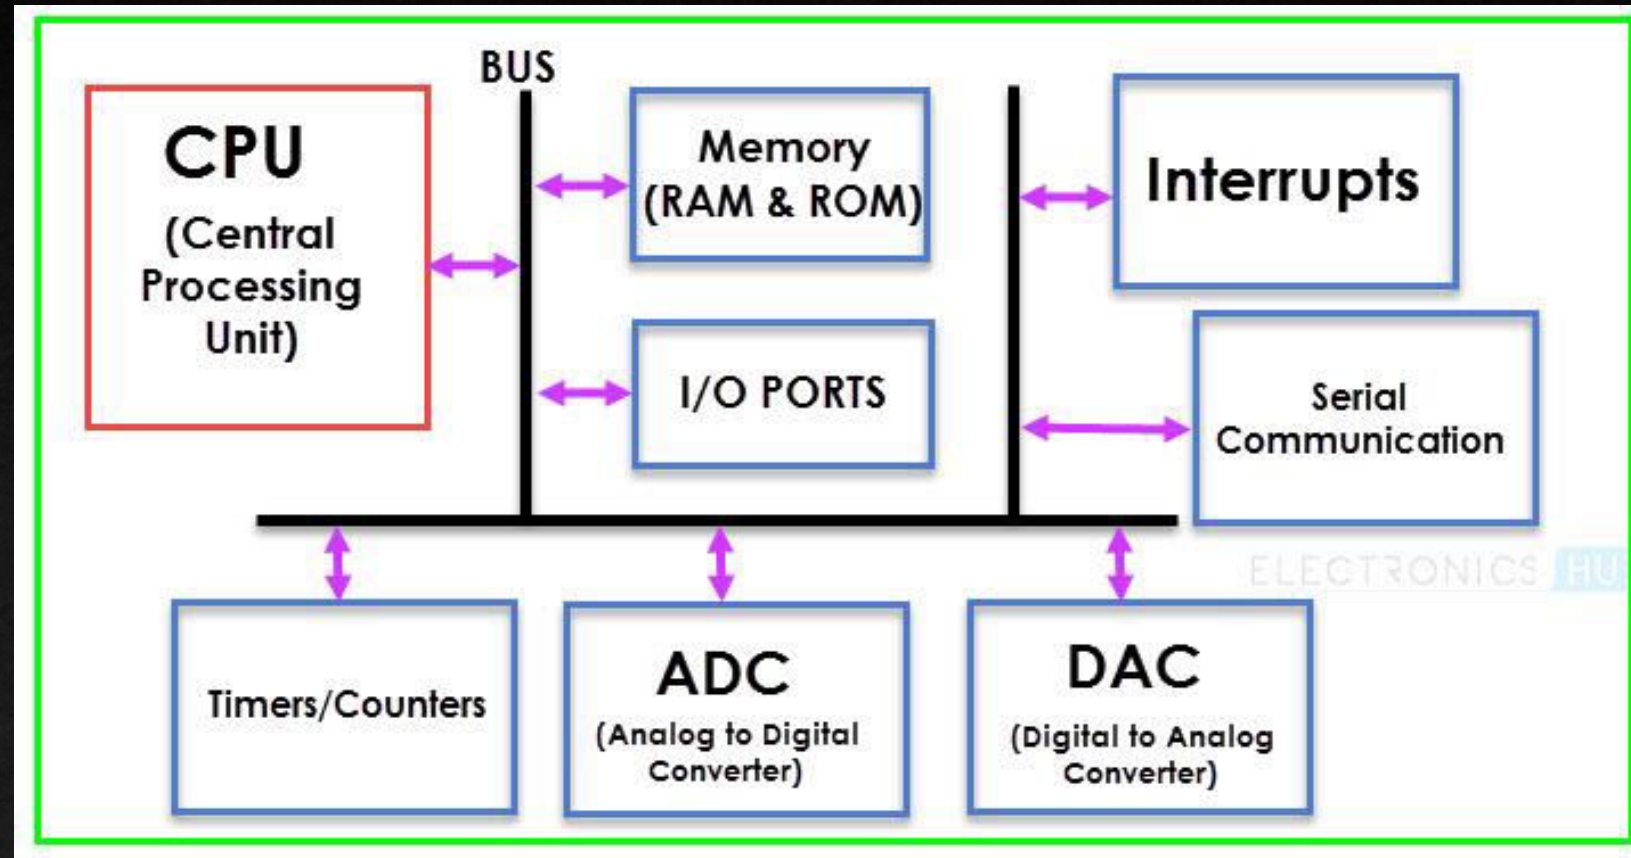 BUS
CPU
(Central
Processing
Unit)
Memory
(RAM & ROM)
I/O PORTS
Interrupts
Serial
Communication
ELECTRONICS HU
Timers/Counters
ADC
(Analog to Digital
Converter)
DAC
(Digital to Analog
Converter)